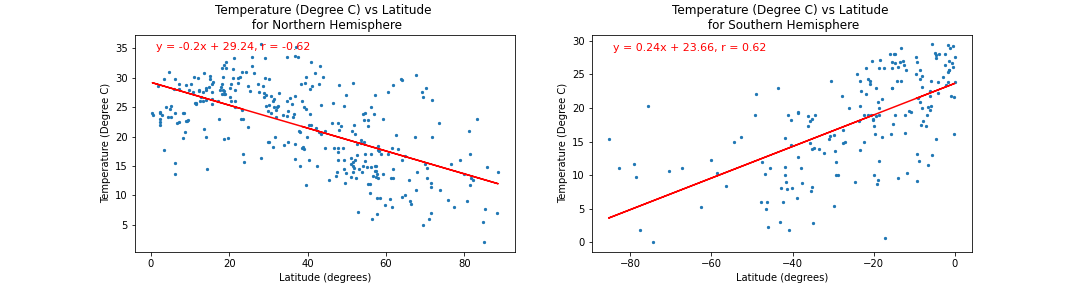 Temperature (Degree C) vs Latitude
for Northern Hemisphere
y = -0.2x + 29.24, r = -0.62
Temperature (Degree C)
35
30
25
20
15
10
5
0
20
40
60
80
Latitude (degrees)
Temperature (Degree C) vs Latitude
for Southern Hemisphere
y = 0.24x + 23.66, r = 0.62
Temperature (Degree C)
30
25
20
15
10
5
0
−80
−60
−40
−20
0
Latitude (degrees)